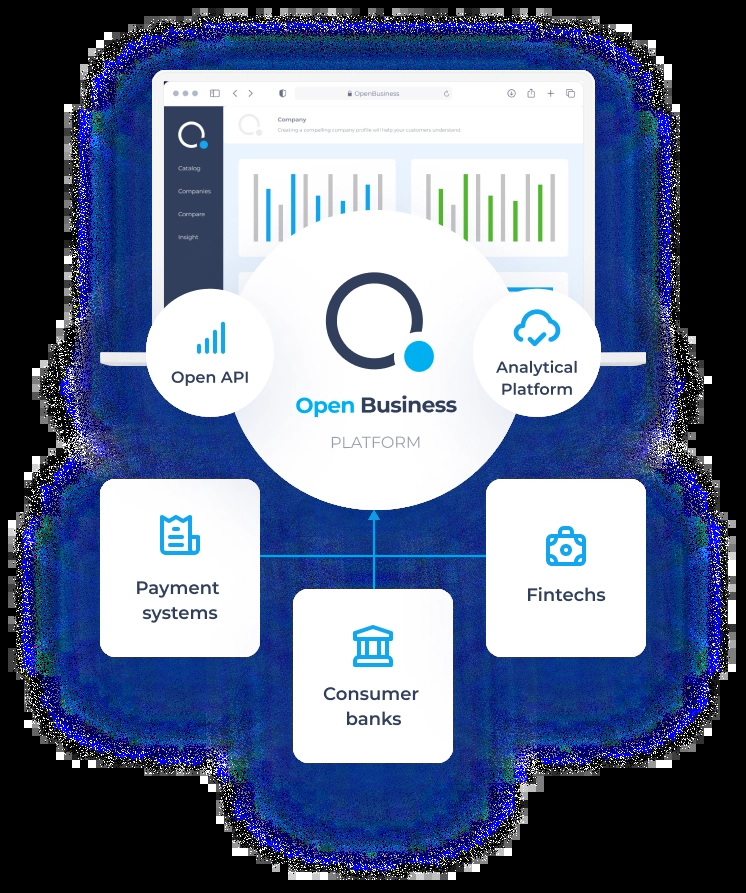 OpenBusiness
Company
Creating a compelling company profile will help your customers understand
Catalog
Companies
Compare
Insight
Open API
Analytical
Platform
Open Business
PLATFORM
Payment
systems
Fintechs
Consumer
banks